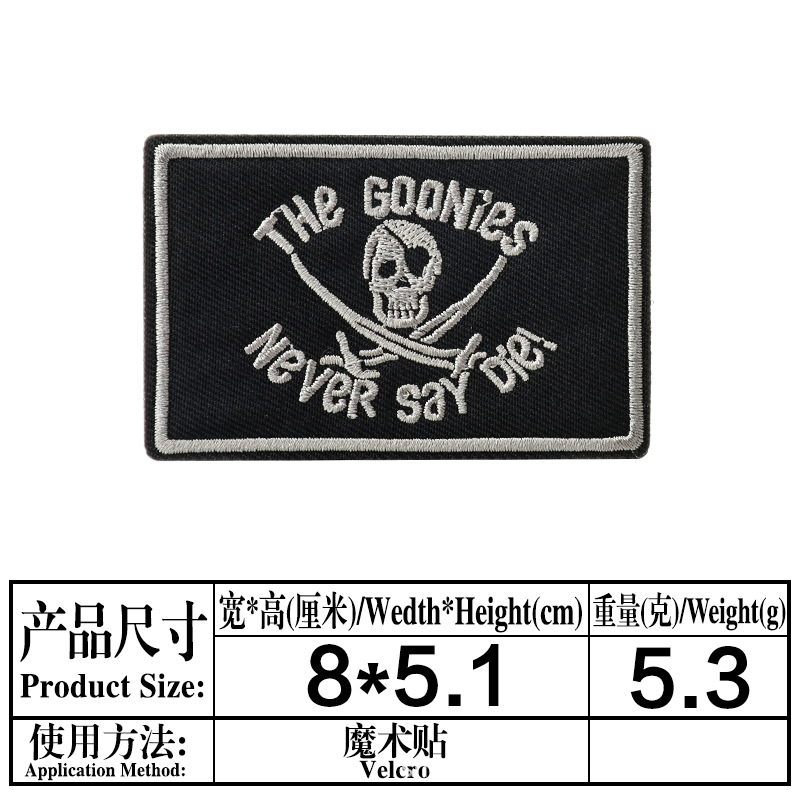 THe GOONieS
NeVeR SaY Die!
产品尺寸
Product Size:
宽*高(厘米)/Wedth*Height(cm)
重量(克)/Weight(g)
8*5.1
5.3
使用方法:
Application Method:
魔术贴
Velcro